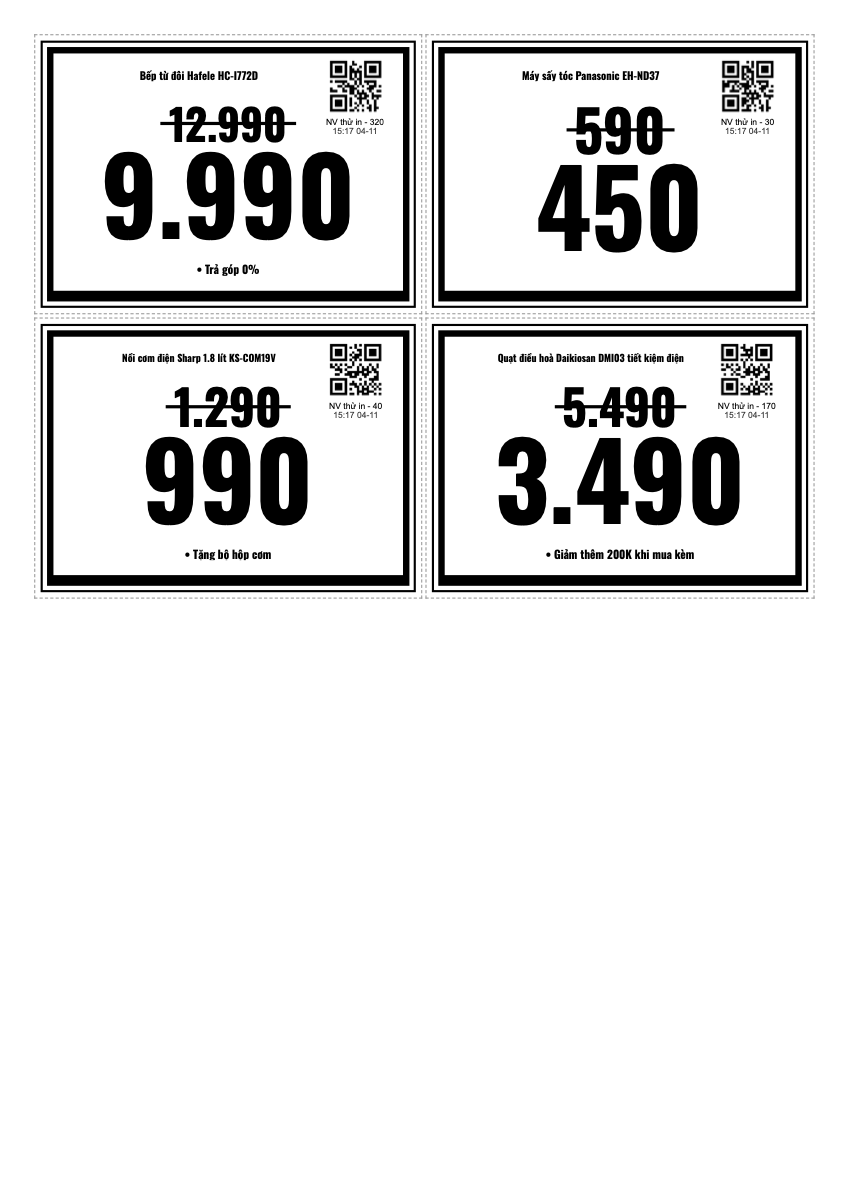 Bếp từ đôi Hafele HC-I772D
NV thử in - 320
15:17 04-11
12.990
9.990
• Trả góp 0%
Máy sấy tóc Panasonic EH-ND37
NV thử in - 30
15:17 04-11
590
450
Nồi cơm điện Sharp 1.8 lít KS-COM19V
NV thử in - 40
15:17 04-11
1.290
990
• Tặng bộ hộp cơm
Quạt điều hoà Daikiosan DMI03 tiết kiệm điện
NV thử in - 170
15:17 04-11
5.490
3.490
• Giảm thêm 200K khi mua kèm